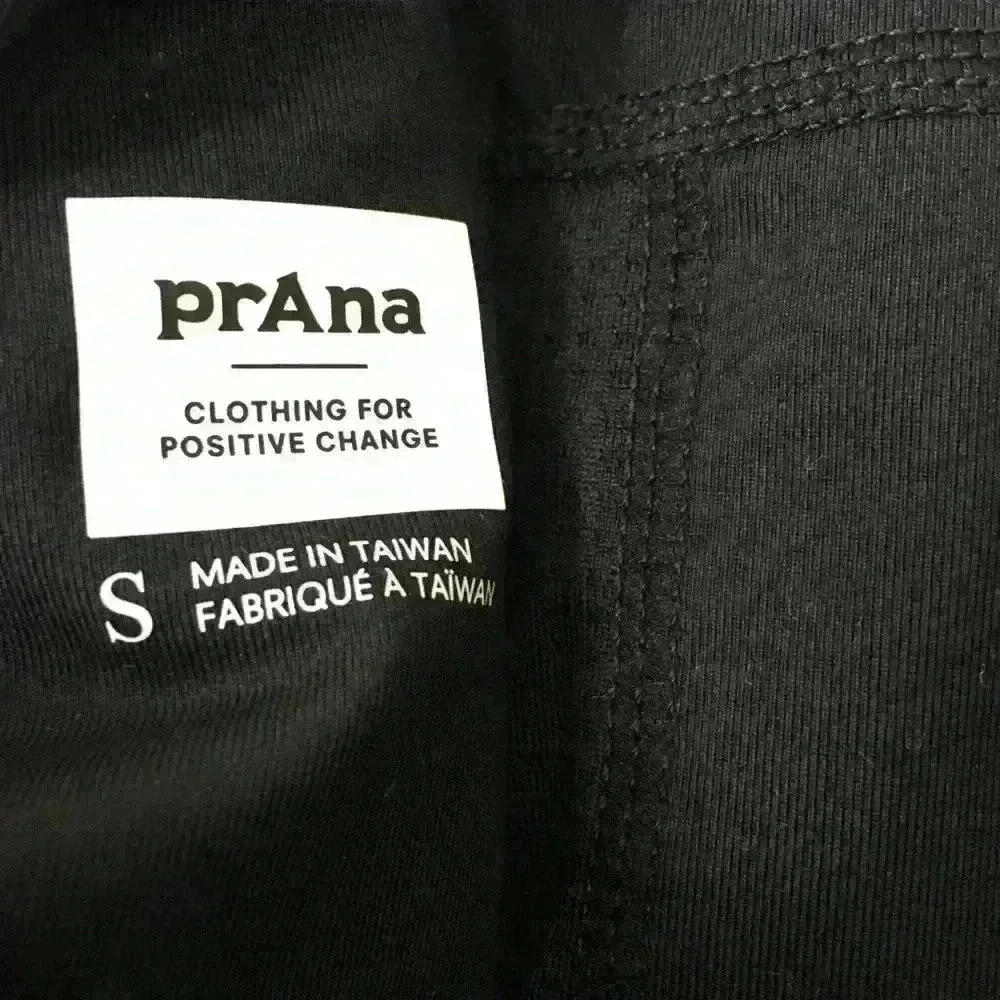 prAna
CLOTHING FOR
POSITIVE CHANGE
S
MADE IN TAIWAN
FABRIQUÉ À TAÏWAN